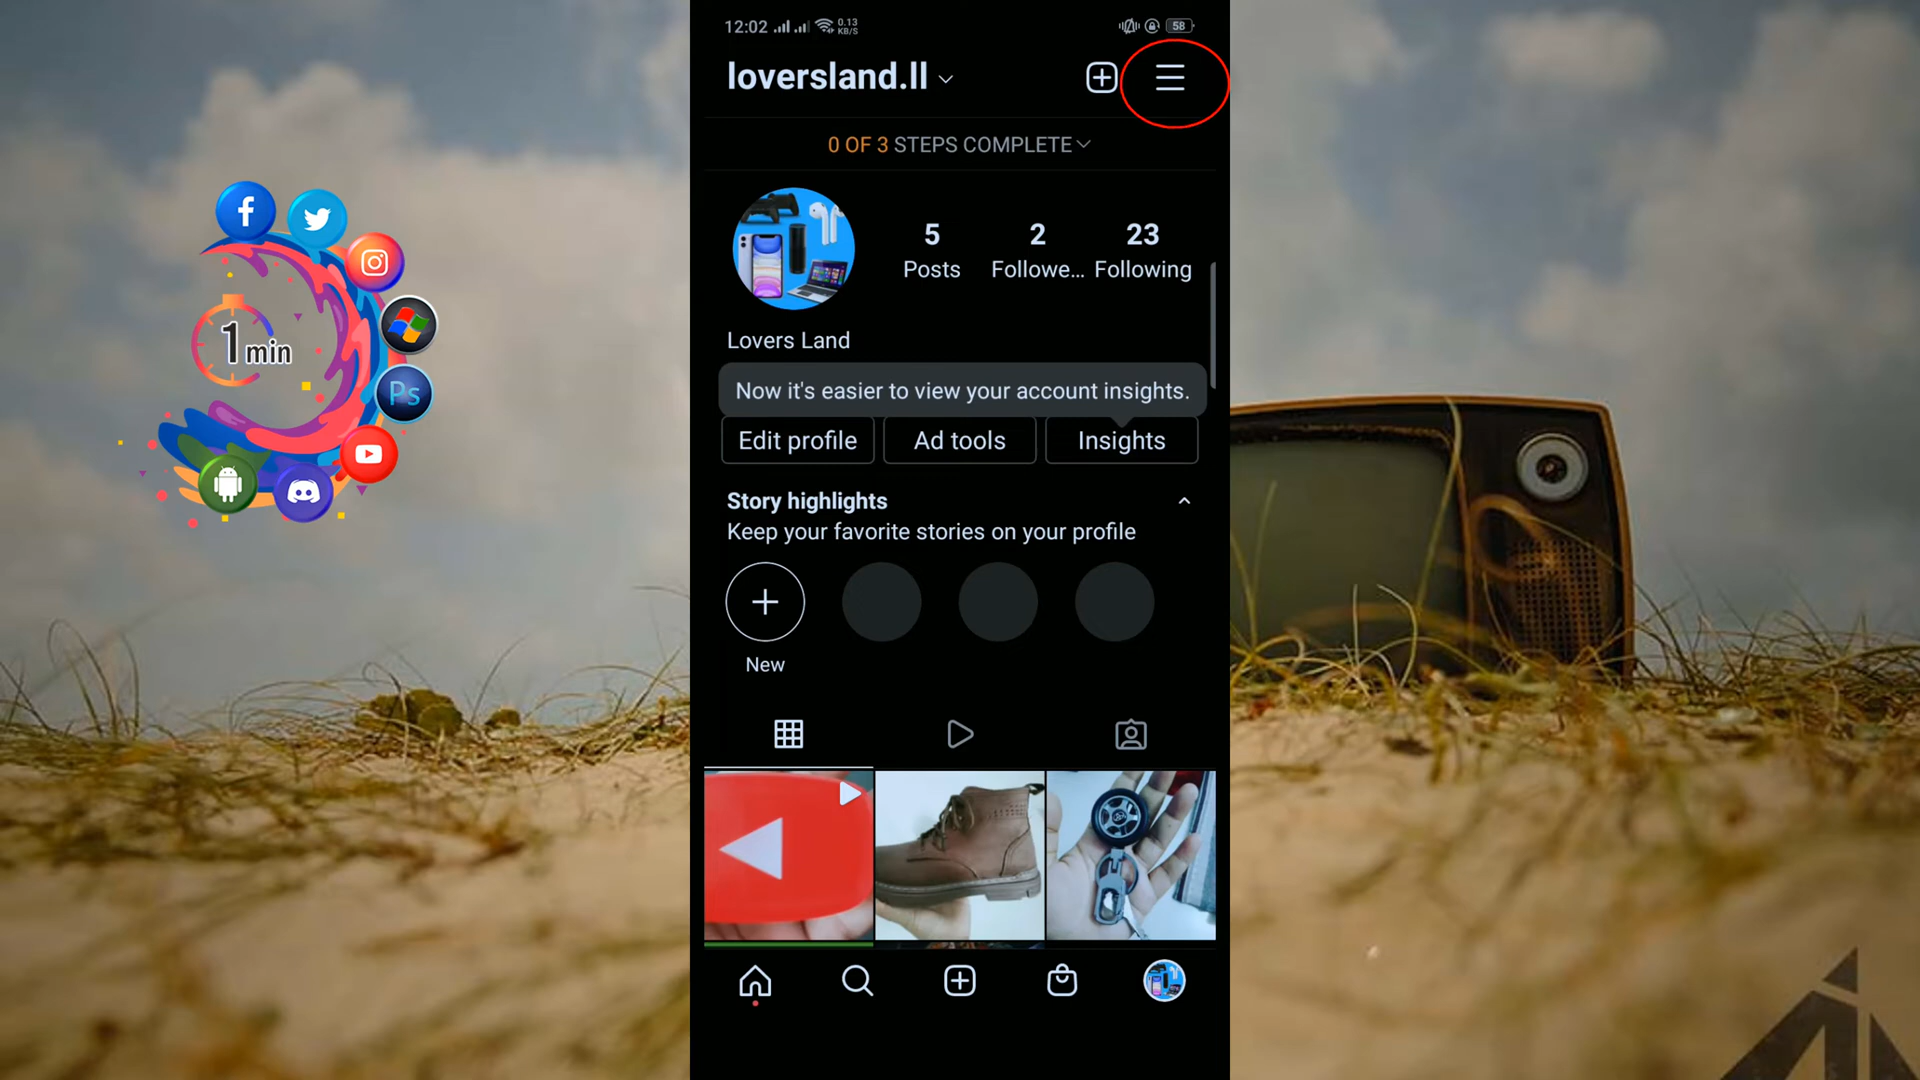 12:02
0.13
KB/S
58
loversland.ll
0 OF 3 STEPS COMPLETE
5
Posts
2
Followe...
23
Following
Lovers Land
Now it's easier to view your account insights.
Edit profile
Ad tools
Insights
Story highlights
Keep your favorite stories on your profile
New
1 min
Ps